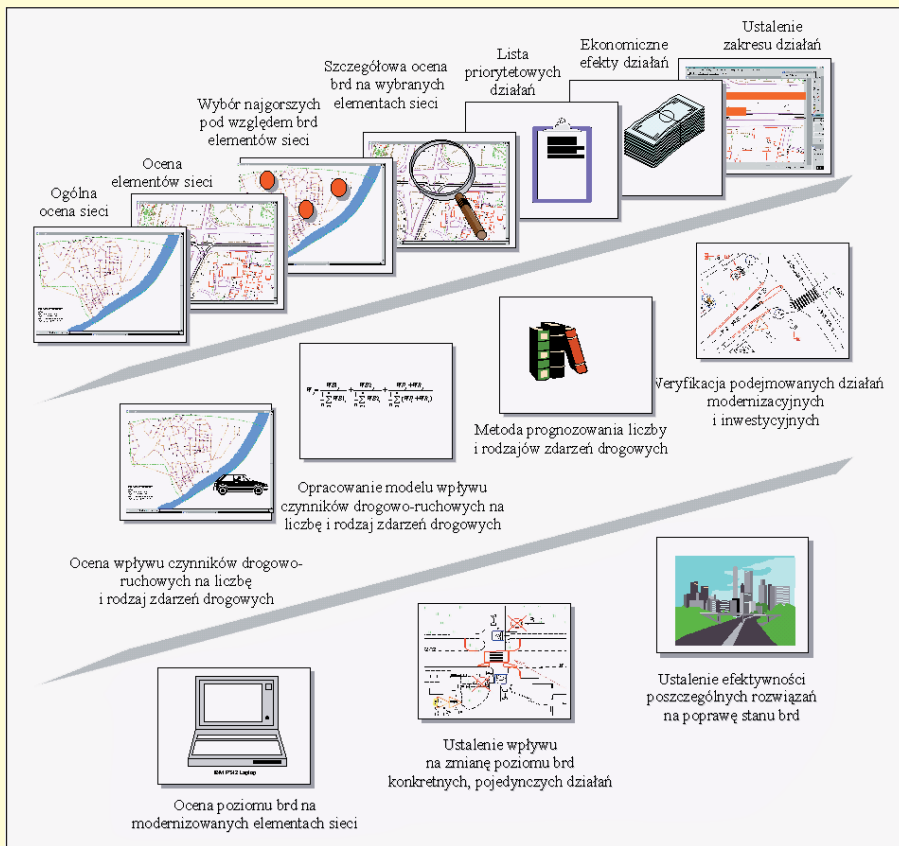 Ogólna
ocena sieci
Ocena
elementów sieci
Wybór najgorszych
pod względem brd
elementów sieci
Szczegółowa ocena
brd na wybranych
elementach sieci
Lista
priorytetowych
działań
Ekonomiczne
efekty działań
Ustalenie
zakresu działań
Ocena wpływu czynników drogowo-
ruchowych na liczbę
i rodzaj zdarzeń drogowych
Opracowanie modelu wpływu
czynników drogowo-ruchowych na
liczbę i rodzaj zdarzeń drogowych
Metoda prognozowania liczby
i rodzajów zdarzeń drogowych
Weryfikacja podejmowanych działań
modernizacyjnych
i inwestycyjnych
IBM PS/2 Laptop
Ocena poziomu brd na
modernizowanych elementach sieci
Ustalenie wpływu
na zmianę poziomu brd
konkretnych, pojedynczych działań
Ustalenie efektywności
poszczególnych rozwiązań
na poprawę stanu brd